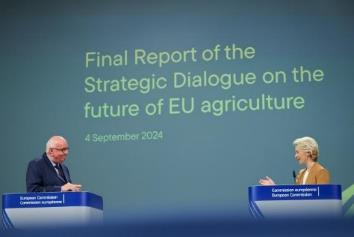 Final Report of the
Strategic Dialogue on the
future of EU agriculture
4 September 2024
European Commission
Commission européenne
Commission européenne
European Commission